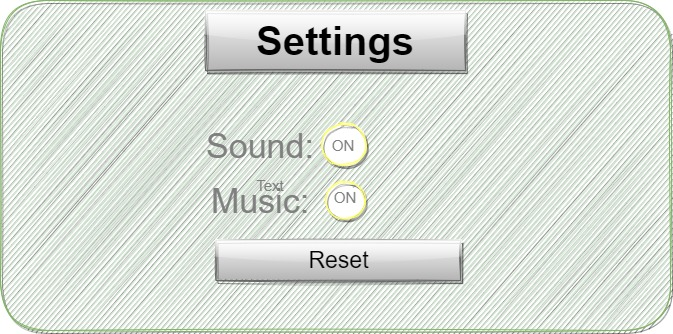 Settings
Sound: ON
Text
Music: ON
Reset